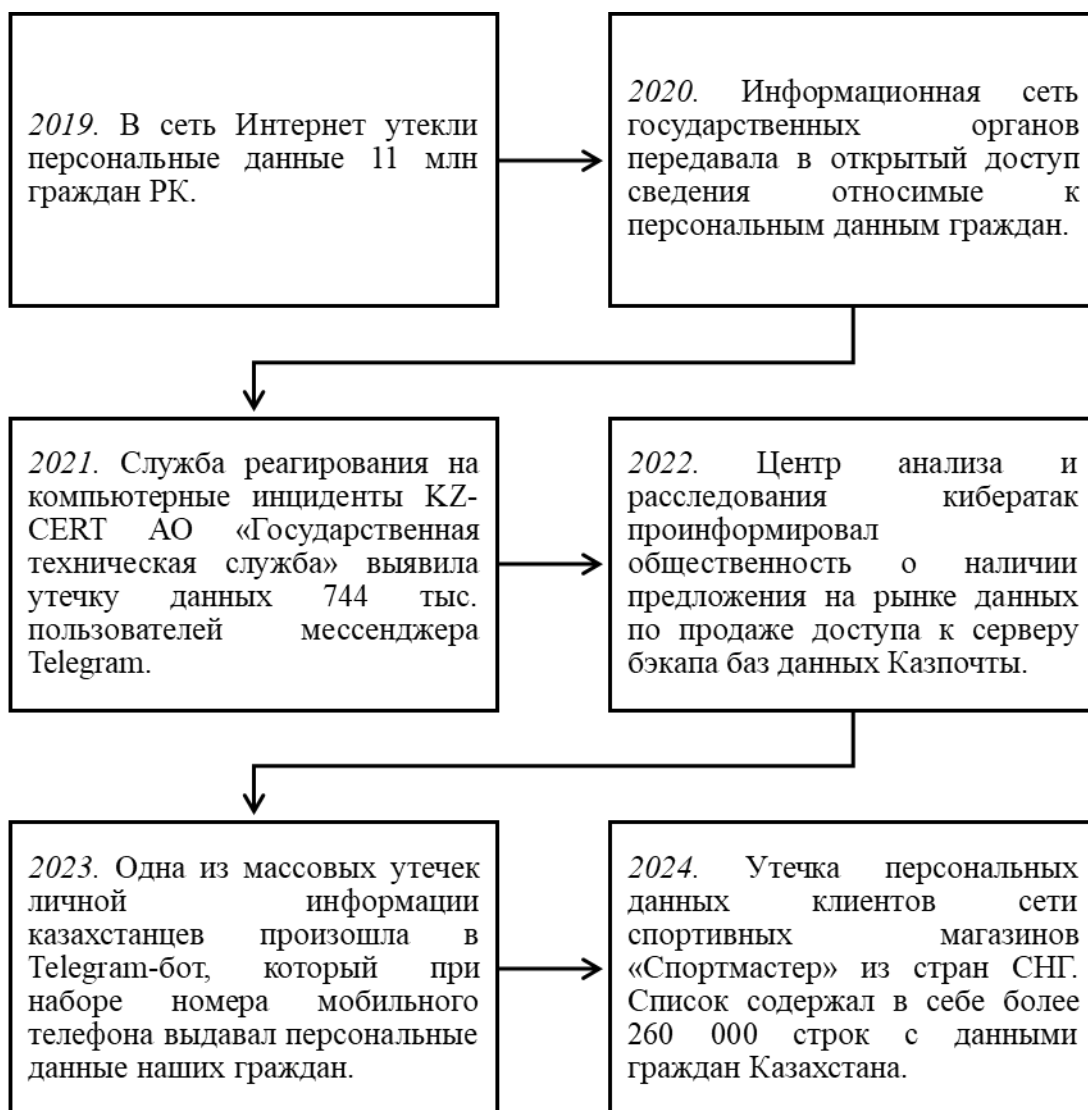 2019. В сеть Интернет утекли
персональные данные 11 млн
граждан РК.
2020. Информационная сеть
государственных органов
передавала в открытый доступ
сведения относимые к
персональным данным граждан.
2021. Служба реагирования на
компьютерные инциденты KZ-
CERT АО «Государственная
техническая служба» выявила
утечку данных 744 тыс.
пользователей мессенджера
Telegram.
2022. Центр анализа и
расследования кибератак
проинформировал
общественность о наличии
предложения на рынке данных
по продаже доступа к серверу
бэкапа баз данных Казпочты.
2023. Одна из массовых утечек
личной информации
казахстанцев произошла в
Telegram-бот, который при
наборе номера мобильного
телефона выдавал персональные
данные наших граждан.
2024. Утечка персональных
данных клиентов сети
спортивных магазинов
«Спортмастер» из стран СНГ.
Список содержал в себе более
260 000 строк с данными
граждан Казахстана.